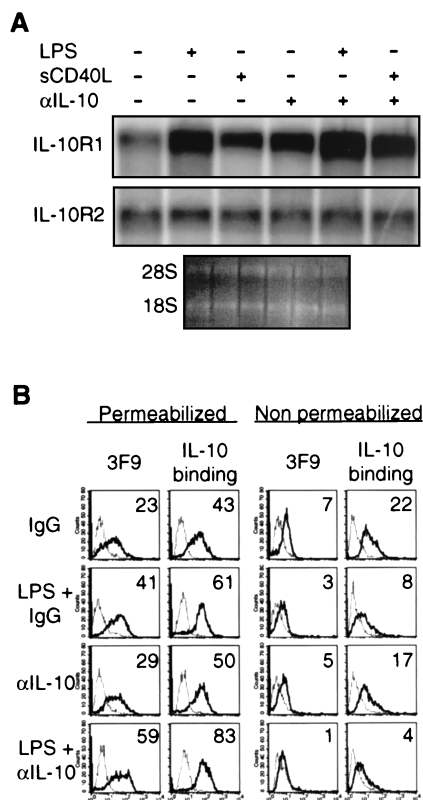 A
LPS - + - - + -
sCD40L - - + - - +
αIL-10 - - - + + +
IL-10R1
IL-10R2
28S
18S
B
Permeabilized Non permeabilized
3F9 IL-10 binding 3F9 IL-10 binding
IgG 23 43 7 22
LPS + IgG 41 61 3 8
αIL-10 29 50 5 17
LPS + αIL-10 59 83 1 4